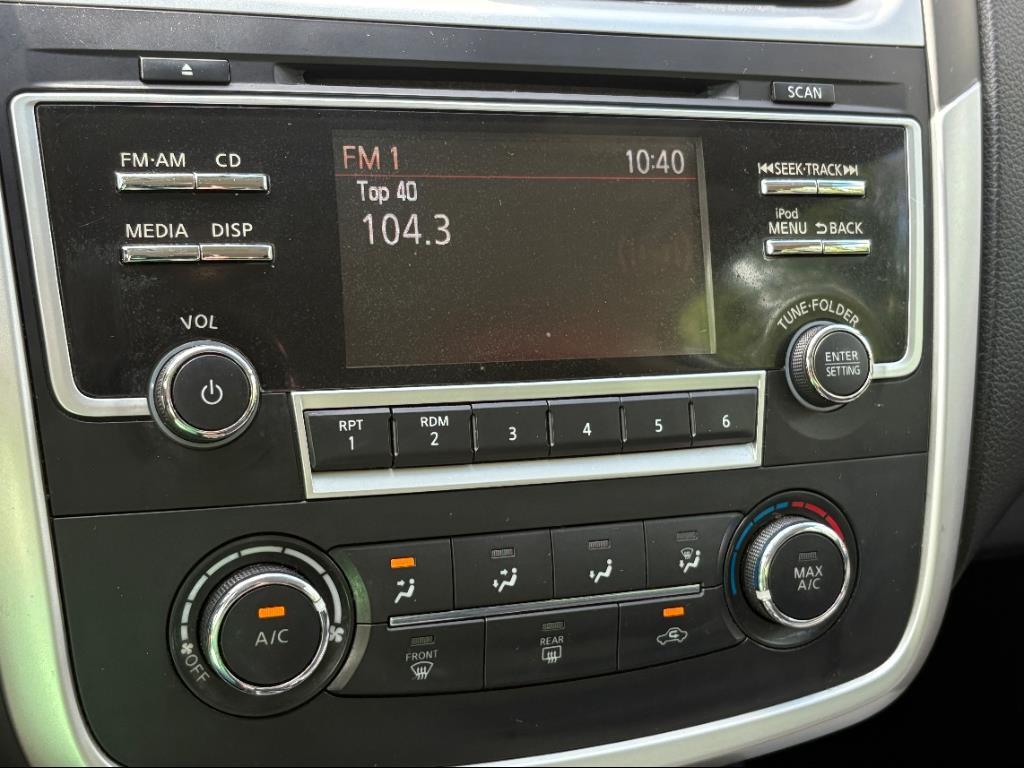 SCAN
FM·AM CD
FM 1 10:40
SEEK·TRACK
Top 40
104.3
iPod
MENU BACK
MEDIA DISP
VOL
TUNE·FOLDER
ENTER
SETTING
RPT
1
RDM
2
3
4
5
6
A/C
OFF
MAX
A/C
FRONT
REAR